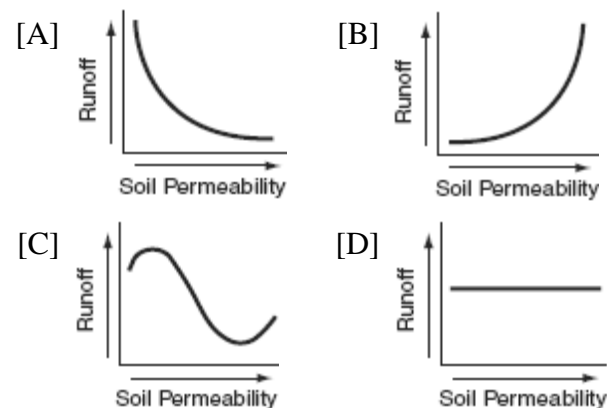 [A]
Runoff
Soil Permeability
[B]
Runoff
Soil Permeability
[C]
Runoff
Soil Permeability
[D]
Runoff
Soil Permeability